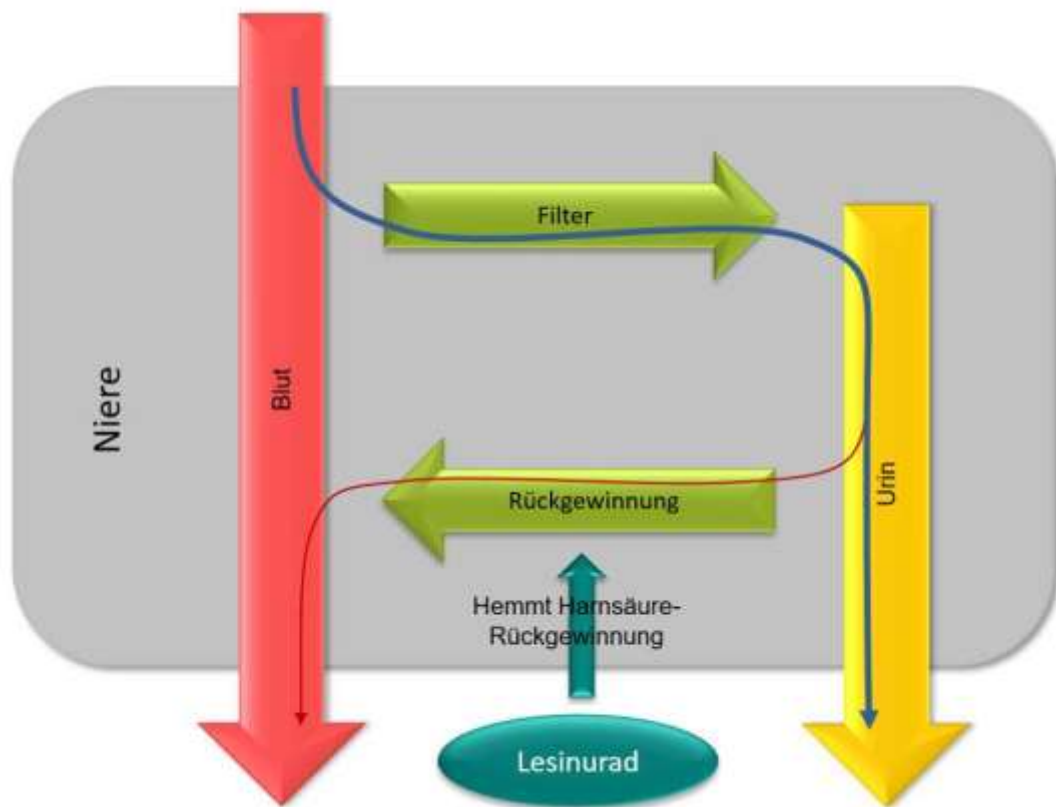 Filter
Niere
Blut
Rückgewinnung
Urin
Hemmt Harnsäure-
Rückgewinnung
Lesinurad